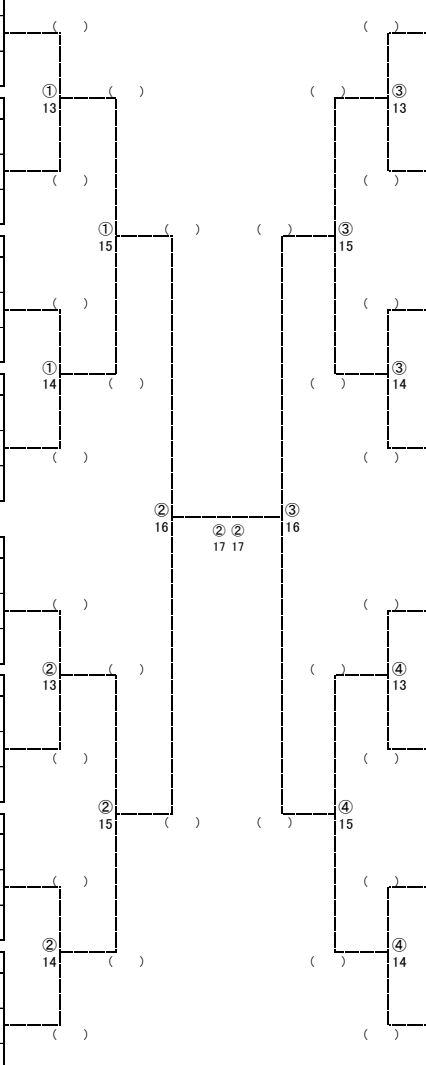 ( ) ( )
① ( ) ( ) ③
13 13
( ) ( )
① ( ) ( ) ③
15 15
( ) ( )
① ( ) ( ) ③
14 14
( ) ( )
② ③
16 ② ② 16
17 17
( ) ( )
② ( ) ( ) ④
13 13
( ) ( )
② ④
15 ( ) ( ) 15
( ) ( )
② ④
14 ( ) ( ) 14
( ) ( )